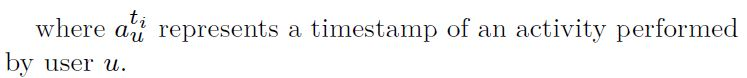 where $a_u^{t_i}$ represents a timestamp of an activity performed
by user $u$.